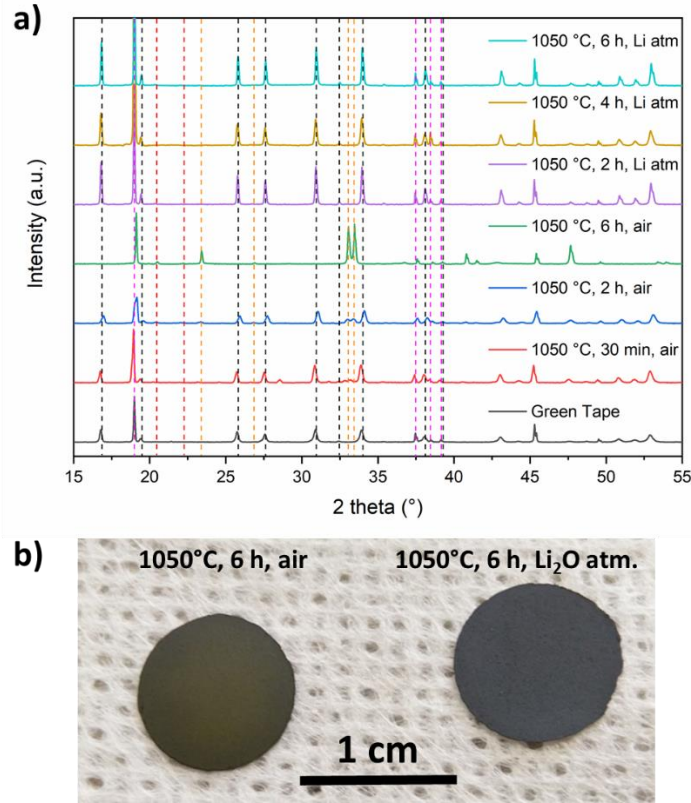 a)
1050 °C, 6 h, Li atm
1050 °C, 4 h, Li atm
1050 °C, 2 h, Li atm
1050 °C, 6 h, air
1050 °C, 2 h, air
1050 °C, 30 min, air
Green Tape
Intensity (a.u.)
15 20 25 30 35 40 45 50 55
2 theta (°)
b)
1050°C, 6 h, air
1050°C, 6 h, Li₂O atm.
1 cm